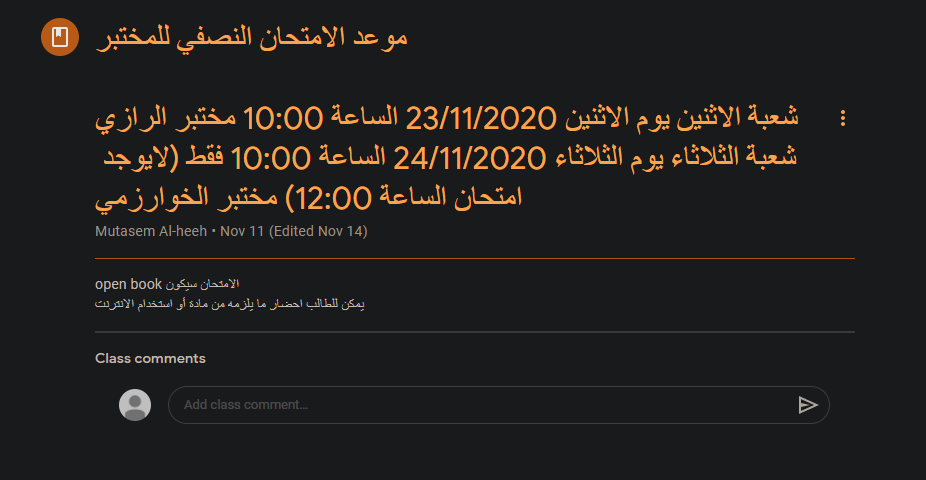 موعد الامتحان النصفي للمختبر
شعبة الاثنين يوم الاثنين 23/11/2020 الساعة 10:00 مختبر الرازي
شعبة الثلاثاء يوم الثلاثاء 24/11/2020 الساعة 10:00 فقط (لايوجد
امتحان الساعة 12:00) مختبر الخوارزمي
Mutasem Al-heeh • Nov 11 (Edited Nov 14)
الامتحان سيكون open book
يمكن للطالب احضار ما يلزمه من مادة أو استخدام الانترنت
Class comments
Add class comment...